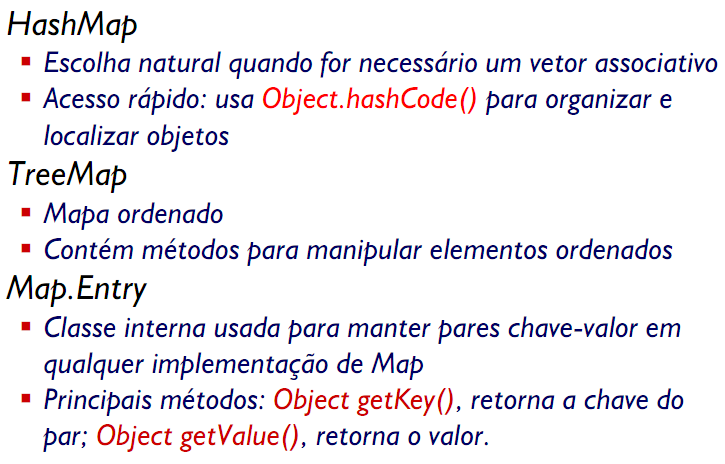 HashMap
▪ Escolha natural quando for necessário um vetor associativo
▪ Acesso rápido: usa Object.hashCode() para organizar e
localizar objetos
TreeMap
▪ Mapa ordenado
▪ Contém métodos para manipular elementos ordenados
Map.Entry
▪ Classe interna usada para manter pares chave-valor em
qualquer implementação de Map
▪ Principais métodos: Object getKey(), retorna a chave do
par; Object getValue(), retorna o valor.